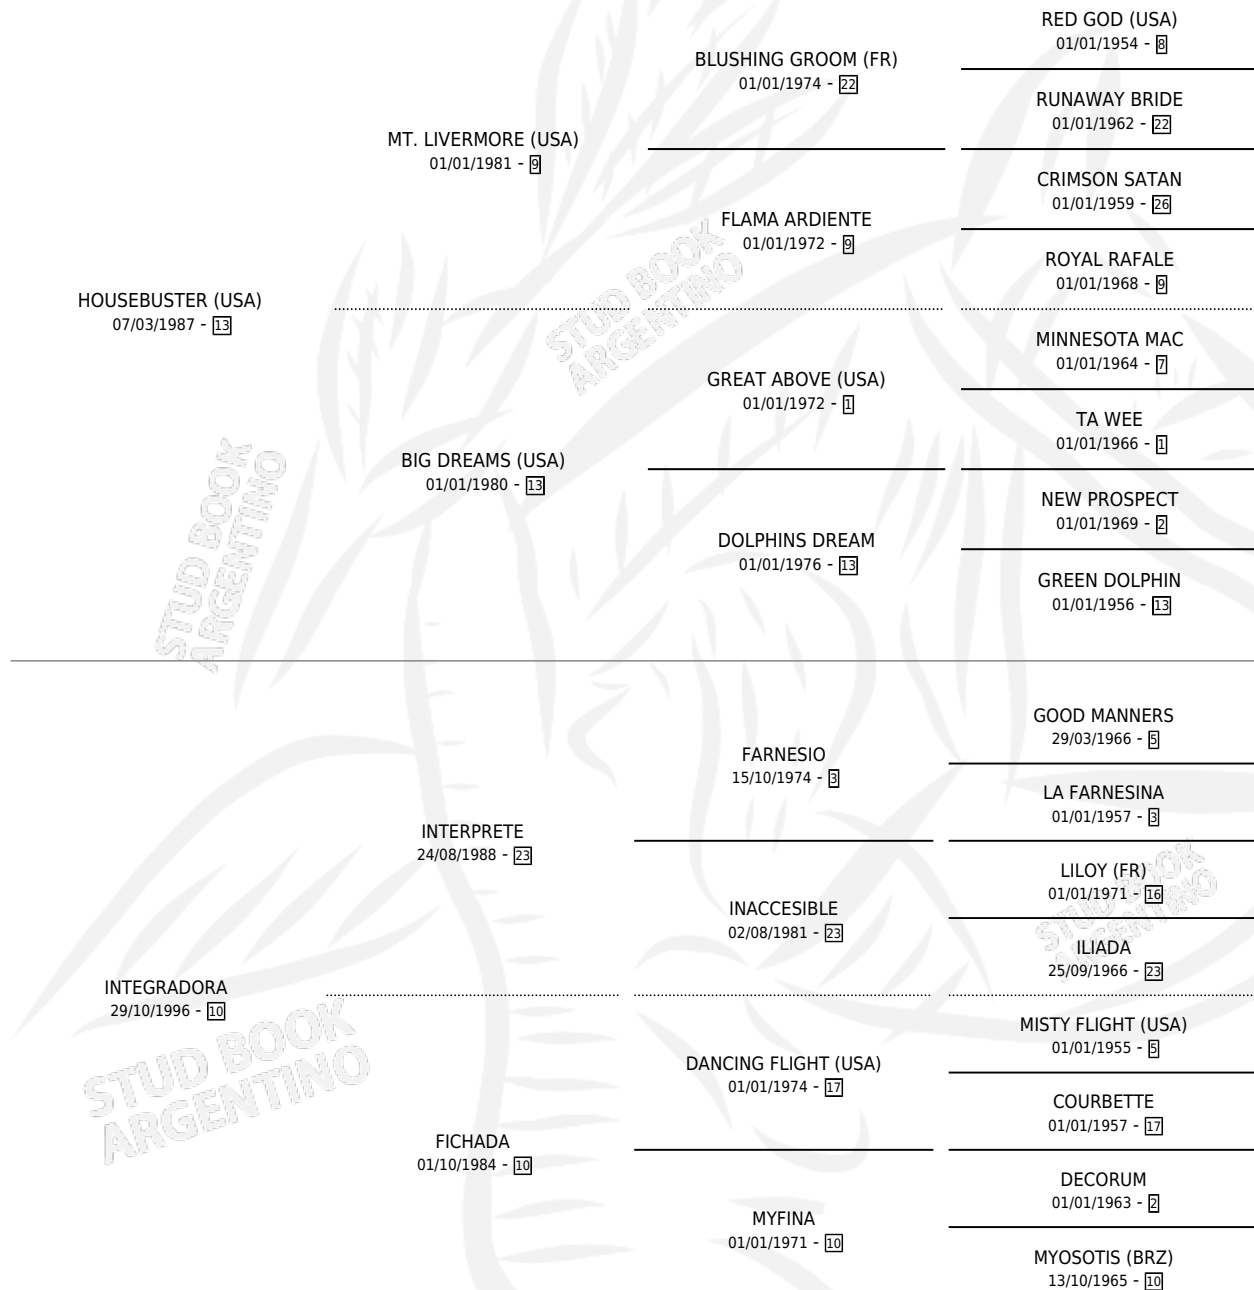 RED GOD (USA)
01/01/1954 - 8
BLUSHING GROOM (FR)
01/01/1974 - 22
RUNAWAY BRIDE
01/01/1962 - 22
MT. LIVERMORE (USA)
01/01/1981 - 9
CRIMSON SATAN
01/01/1959 - 26
FLAMA ARDIENTE
01/01/1972 - 9
ROYAL RAFALE
01/01/1968 - 9
HOUSEBUSTER (USA)
07/03/1987 - 13
MINNESOTA MAC
01/01/1964 - 7
GREAT ABOVE (USA)
01/01/1972 - 1
TA WEE
01/01/1966 - 1
BIG DREAMS (USA)
01/01/1980 - 13
NEW PROSPECT
01/01/1969 - 2
DOLPHINS DREAM
01/01/1976 - 13
GREEN DOLPHIN
01/01/1956 - 13
GOOD MANNERS
29/03/1966 - 5
FARNESIO
15/10/1974 - 3
LA FARNESINA
01/01/1957 - 3
INTERPRETE
24/08/1988 - 23
LILOY (FR)
01/01/1971 - 16
INACCESIBLE
02/08/1981 - 23
ILIADA
25/09/1966 - 23
INTEGRADORA
29/10/1996 - 10
MISTY FLIGHT (USA)
01/01/1955 - 5
DANCING FLIGHT (USA)
01/01/1974 - 17
COURBETTE
01/01/1957 - 17
FICHADA
01/10/1984 - 10
DECORUM
01/01/1963 - 2
MYFINA
01/01/1971 - 10
MYOSOTIS (BRZ)
13/10/1965 - 10
STUD BOOK
ARGENTINO
STUD BOOK
ARGENTINO
STUD BOOK
ARGENTINO
STUD BOOK
ARGENTINO